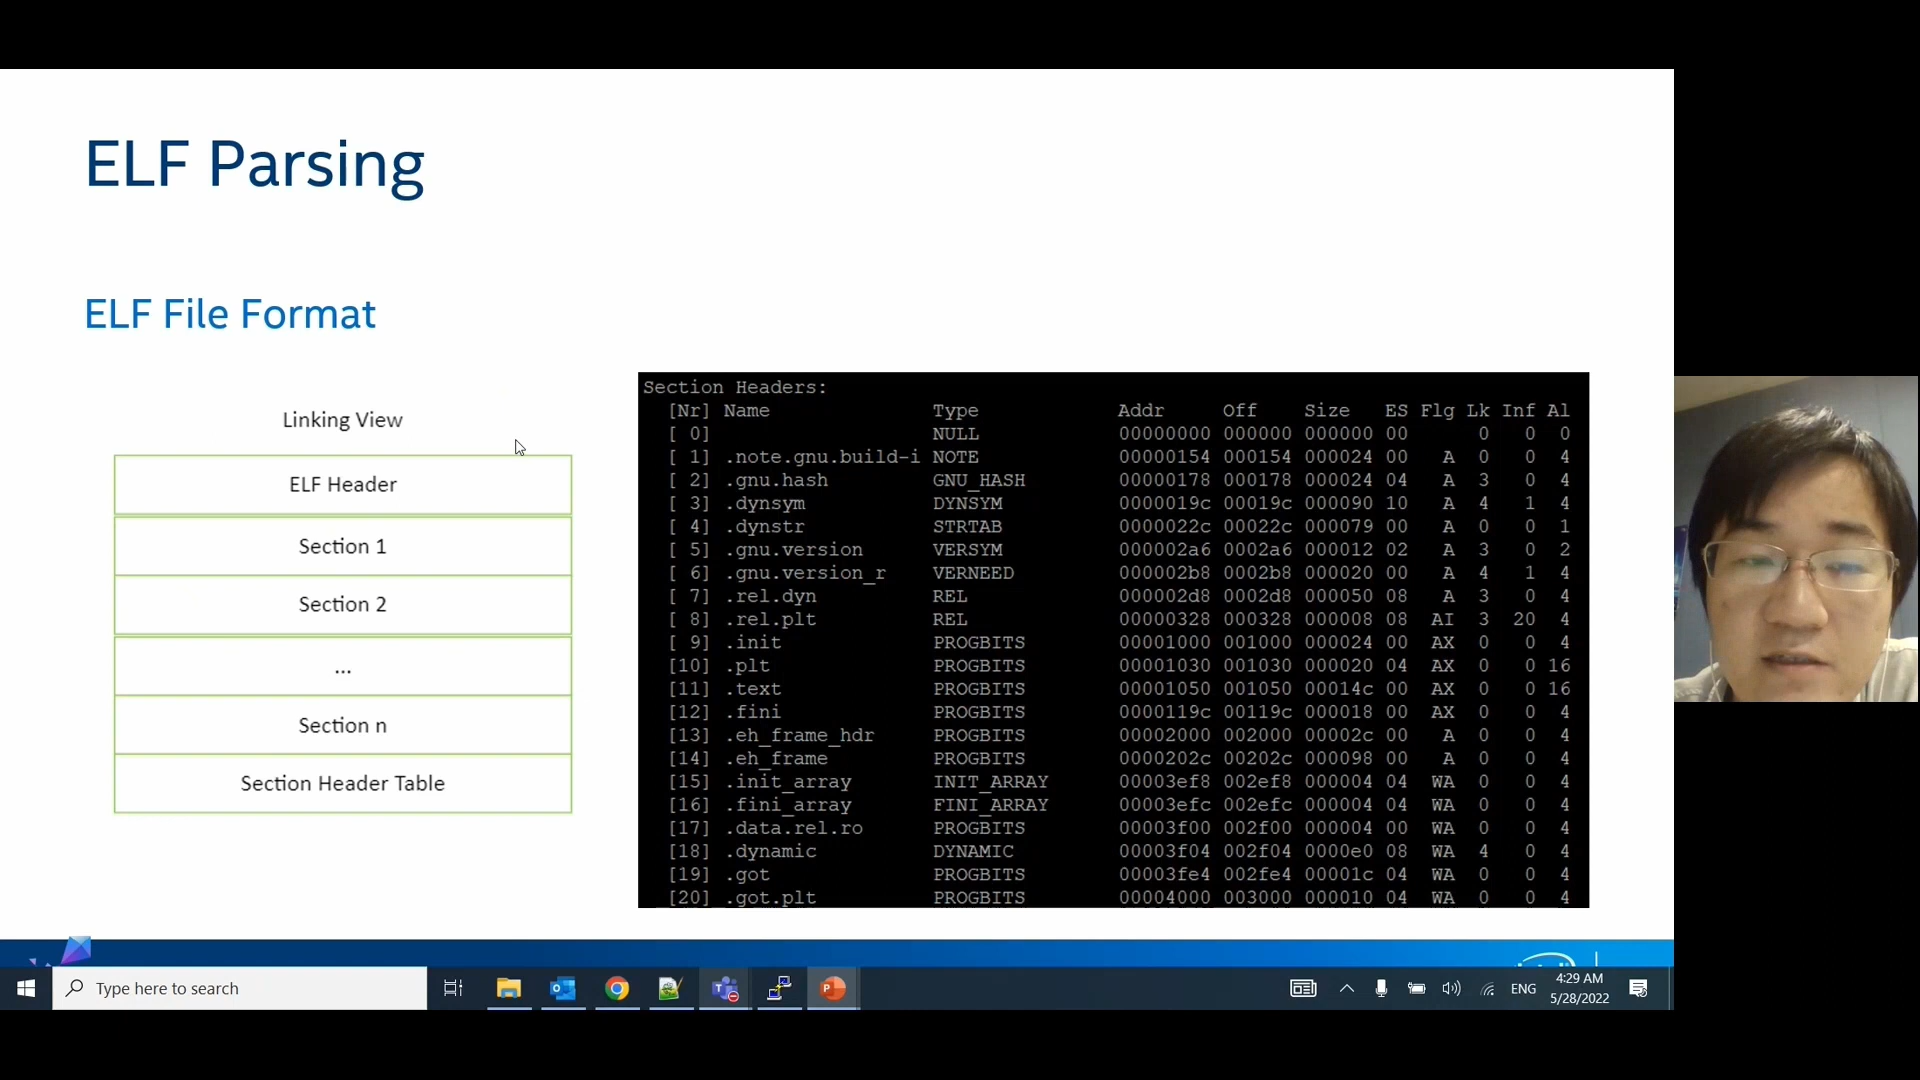 ELF Parsing
ELF File Format
Linking View
ELF Header
Section 1
Section 2
...
Section n
Section Header Table
Section Headers:
[Nr] Name Type Addr Off Size ES Flg Lk Inf Al
[ 0] NULL 00000000 000000 000000 00 0 0 0
[ 1] .note.gnu.build-i NOTE 00000154 000154 000024 00 A 0 0 4
[ 2] .gnu.hash GNU_HASH 00000178 000178 000024 04 A 3 0 4
[ 3] .dynsym DYNSYM 0000019c 00019c 000090 10 A 4 1 4
[ 4] .dynstr STRTAB 0000022c 00022c 000079 00 A 0 0 1
[ 5] .gnu.version VERSYM 000002a6 0002a6 000012 02 A 3 0 2
[ 6] .gnu.version_r VERNEED 000002b8 0002b8 000020 00 A 4 1 4
[ 7] .rel.dyn REL 000002d8 0002d8 000050 08 A 3 0 4
[ 8] .rel.plt REL 00000328 000328 000008 08 AI 3 20 4
[ 9] .init PROGBITS 00001000 001000 000024 00 AX 0 0 4
[10] .plt PROGBITS 00001030 001030 000020 04 AX 0 0 16
[11] .text PROGBITS 00001050 001050 00014c 00 AX 0 0 16
[12] .fini PROGBITS 0000119c 00119c 000018 00 AX 0 0 4
[13] .eh_frame_hdr PROGBITS 00002000 002000 00002c 00 A 0 0 4
[14] .eh_frame PROGBITS 0000202c 00202c 000098 00 A 0 0 4
[15] .init_array INIT_ARRAY 00003ef8 002ef8 000004 04 WA 0 0 4
[16] .fini_array FINI_ARRAY 00003efc 002efc 000004 04 WA 0 0 4
[17] .data.rel.ro PROGBITS 00003f00 002f00 000004 00 WA 0 0 4
[18] .dynamic DYNAMIC 00003f04 002f04 0000e0 08 WA 4 0 4
[19] .got PROGBITS 00003fe4 002fe4 00001c 04 WA 0 0 4
[20] .got.plt PROGBITS 00004000 003000 000010 04 WA 0 0 4
Type here to search
ENG
4:29 AM
5/28/2022